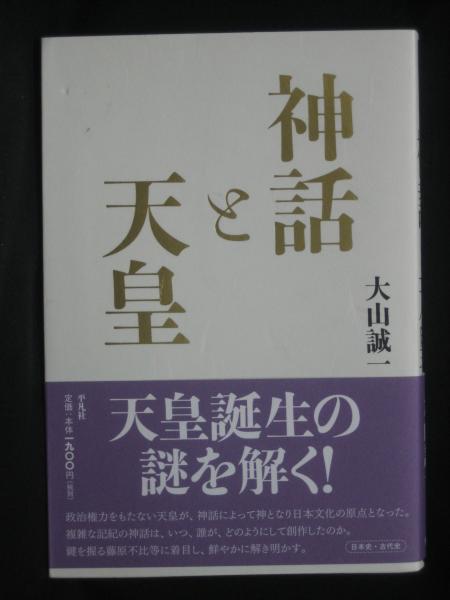 神話
と
天皇
大山誠一
天皇誕生の
謎を解く!
平凡社
定価:本体一九〇〇円(税別)
政治権力をもたない天皇が、神話によって神となり日本文化の原点となった。
複雑な記紀の神話は、いつ、誰が、どのようにして創作したのか。
鍵を握る藤原不比等に着目し、鮮やかに解き明かす。
日本史・古代史